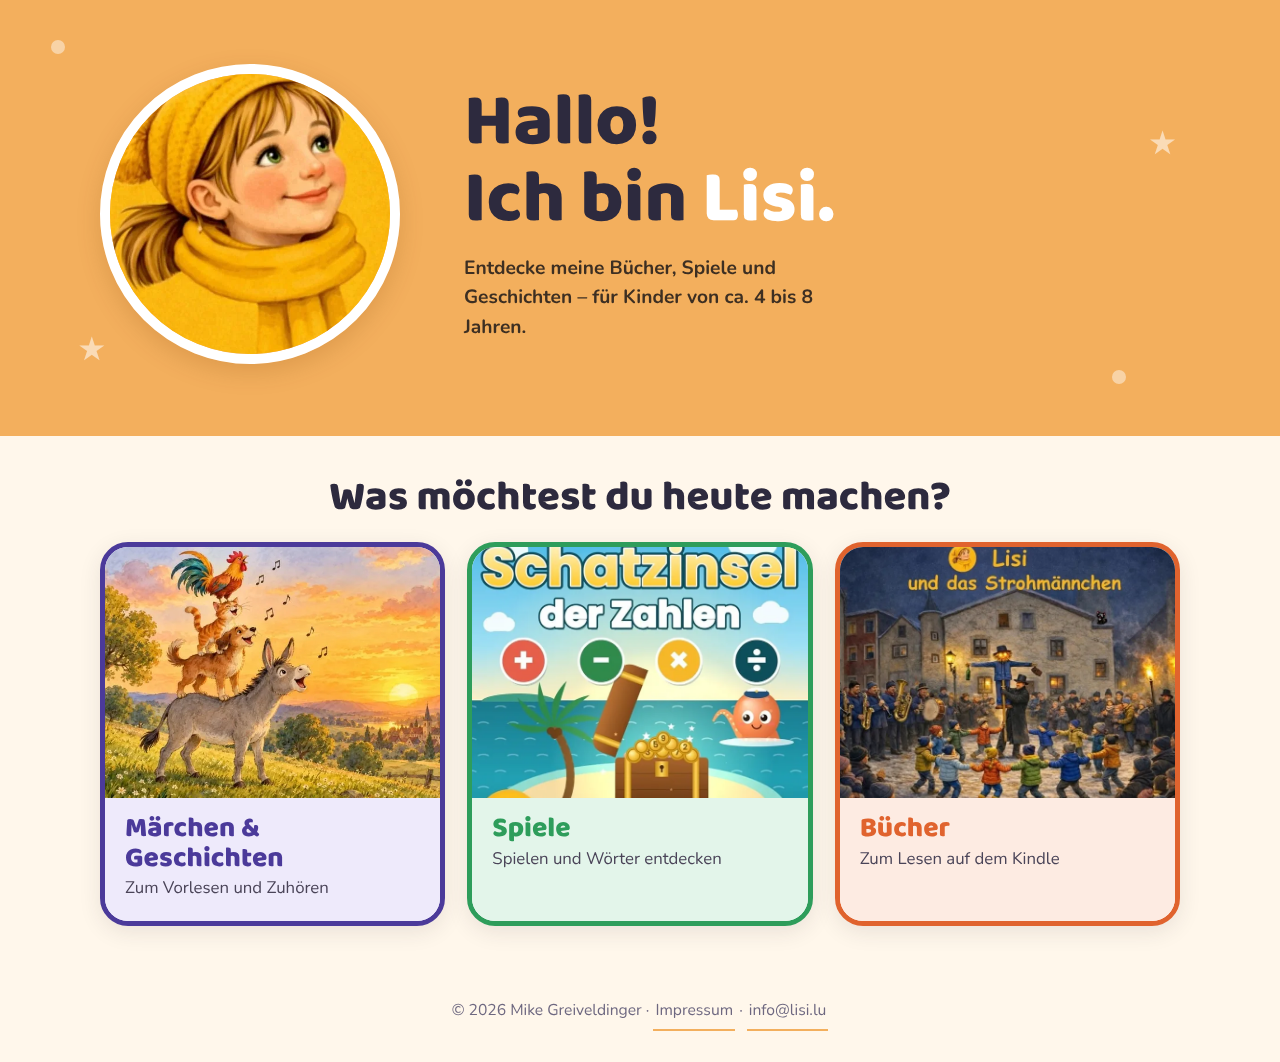 Hallo!
Ich bin Lisi.
Entdecke meine Bücher, Spiele und
Geschichten – für Kinder von ca. 4 bis 8
Jahren.
Was möchtest du heute machen?
Schatzinsel
der Zahlen
+ − × ÷
Lisi
und das Strohmännchen
Märchen &
Geschichten
Zum Vorlesen und Zuhören
Spiele
Spielen und Wörter entdecken
Bücher
Zum Lesen auf dem Kindle
© 2026 Mike Greiveldinger · Impressum · info@lisi.lu